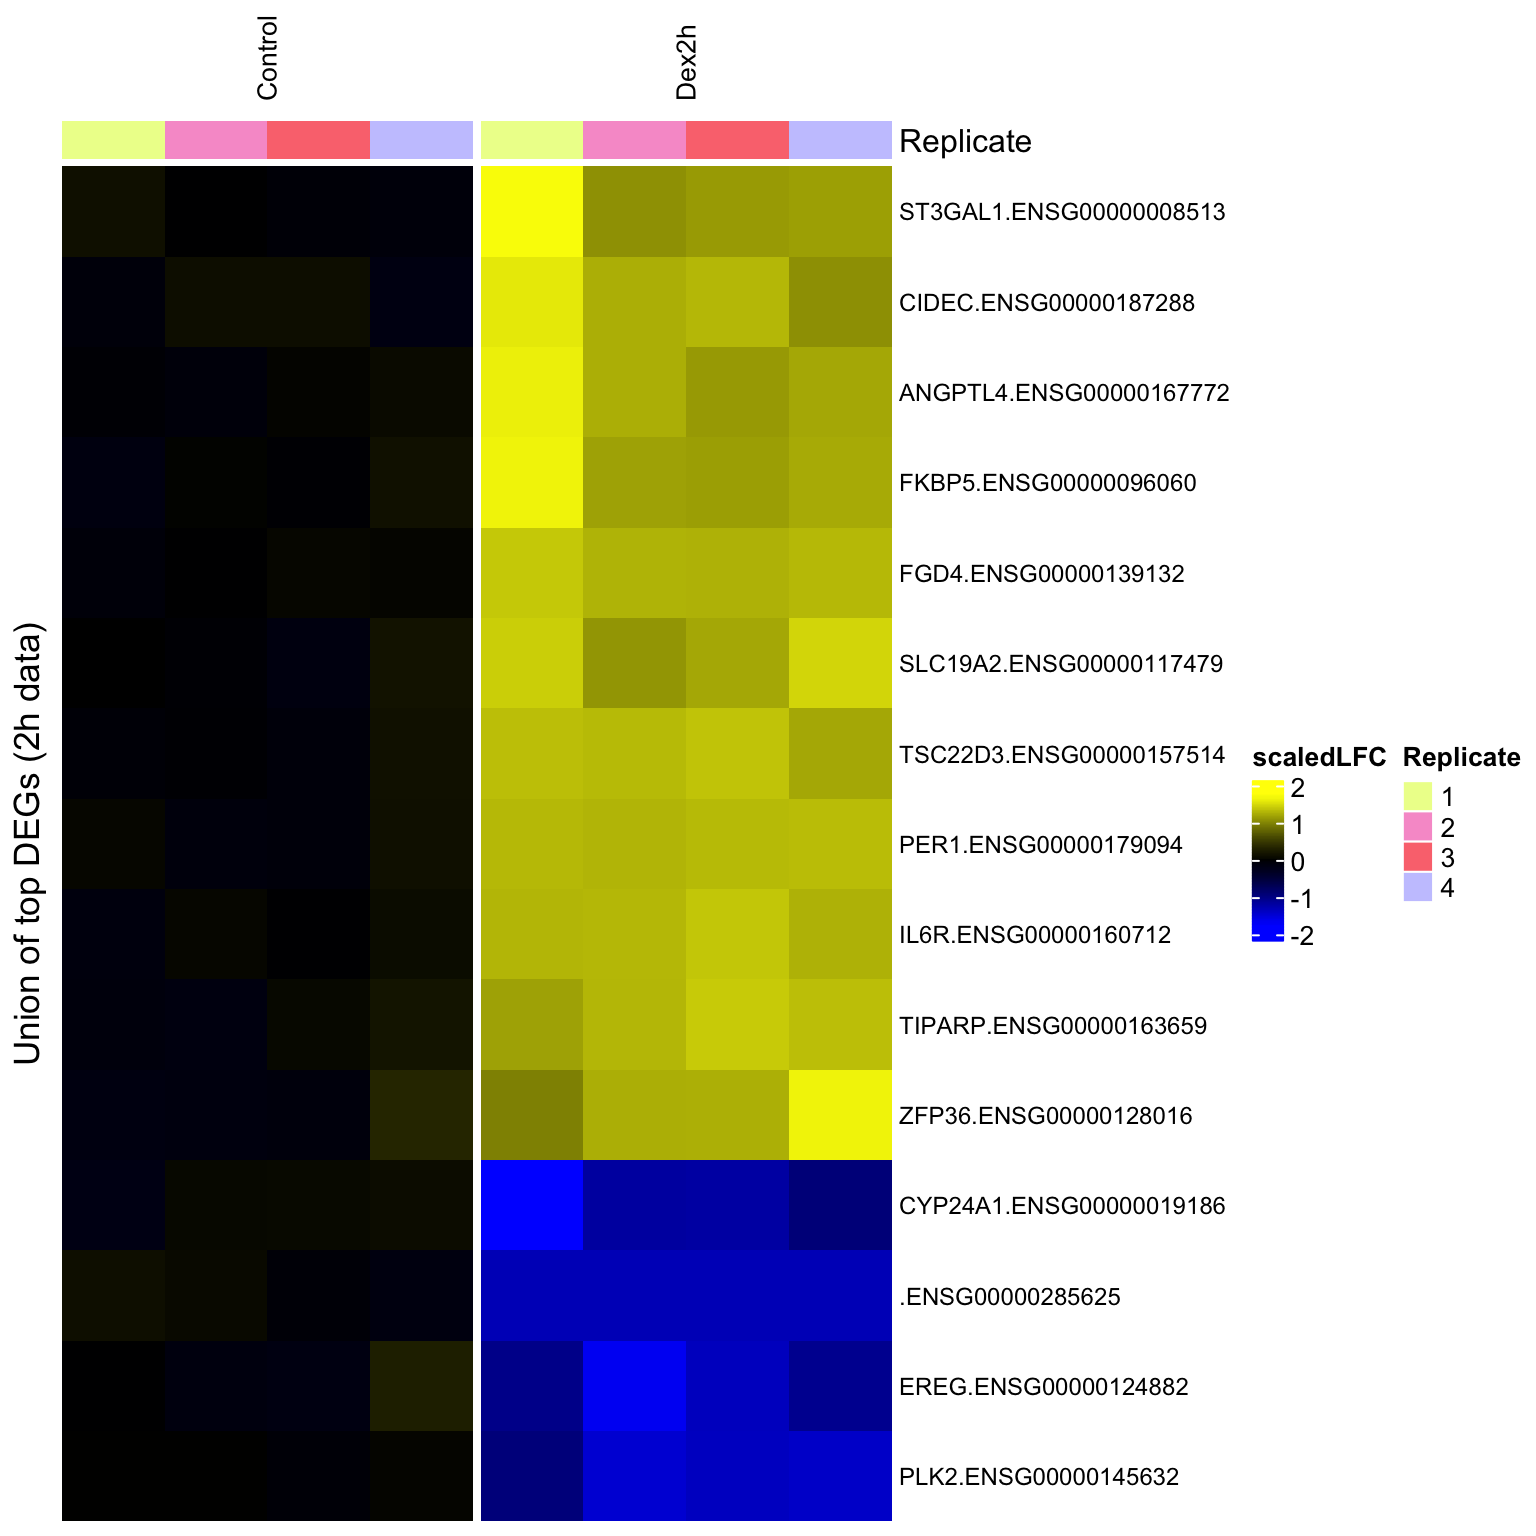 Control
Dex2h
Replicate
ST3GAL1.ENSG00000008513
CIDEC.ENSG00000187288
ANGPTL4.ENSG00000167772
FKBP5.ENSG00000096060
FGD4.ENSG00000139132
SLC19A2.ENSG00000117479
TSC22D3.ENSG00000157514
PER1.ENSG00000179094
IL6R.ENSG00000160712
TIPARP.ENSG00000163659
ZFP36.ENSG00000128016
CYP24A1.ENSG00000019186
.ENSG00000285625
EREG.ENSG00000124882
PLK2.ENSG00000145632
Union of top DEGs (2h data)
scaledLFC
2
1
0
-1
-2
Replicate
1
2
3
4